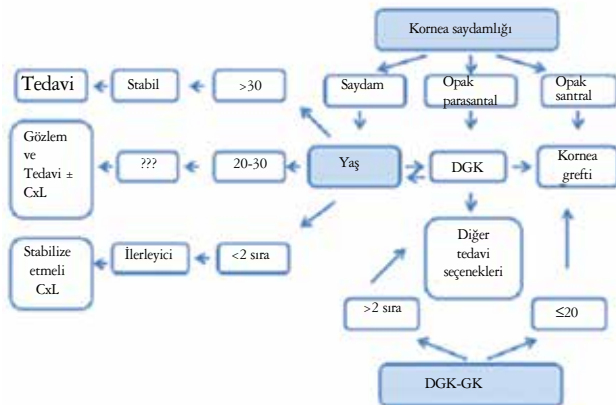 Kornea saydamlığı
Tedavi
Stabil
>30
Saydam
Opak
parasantal
Opak
santral
Gözlem
ve
Tedavi ±
CxL
???
20-30
Yaş
DGK
Kornea
grefti
Stabilize
etmeli
CxL
İlerleyici
<2 sıra
Diğer
tedavi
seçenekleri
>2 sıra
≤20
DGK-GK